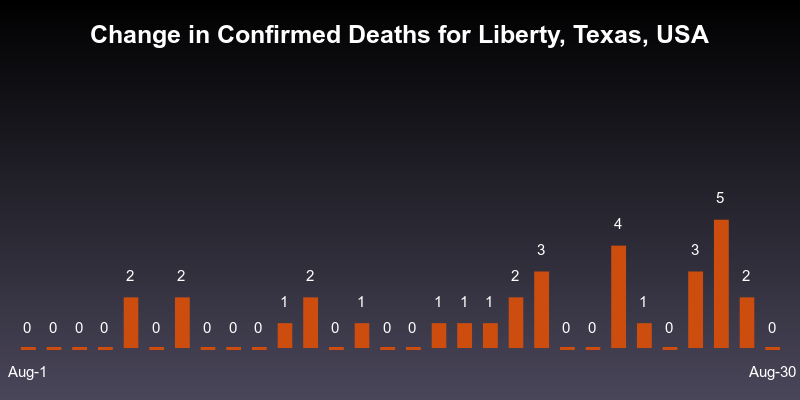 Change in Confirmed Deaths for Liberty, Texas, USA
0 0 0 0 2 0 2 0 0 0 1 2 0 1 0 0 1 1 1 2 3 0 0 4 1 0 3 5 2 0
Aug-1 Aug-30